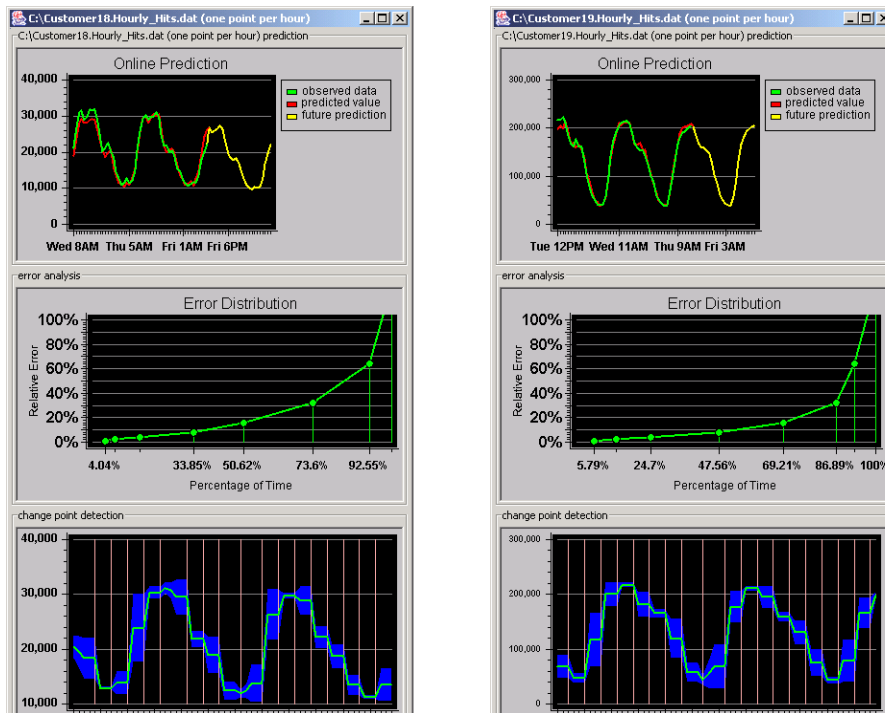 C:\Customer18.Hourly_Hits.dat (one point per hour)
C:\Customer18.Hourly_Hits.dat (one point per hour) prediction
Online Prediction
40,000
30,000
20,000
10,000
0
observed data
predicted value
future prediction
Wed 8AM Thu 5AM Fri 1AM Fri 6PM
error analysis
Error Distribution
100%
80%
60%
40%
20%
0%
Relative Error
4.04% 33.85% 50.62% 73.6% 92.55%
Percentage of Time
change point detection
40,000
30,000
20,000
10,000
C:\Customer19.Hourly_Hits.dat (one point per hour)
C:\Customer19.Hourly_Hits.dat (one point per hour) prediction
Online Prediction
300,000
200,000
100,000
0
observed data
predicted value
future prediction
Tue 12PM Wed 11AM Thu 9AM Fri 3AM
error analysis
Error Distribution
100%
80%
60%
40%
20%
0%
Relative Error
5.79% 24.7% 47.56% 69.21% 86.89% 100%
Percentage of Time
change point detection
300,000
200,000
100,000
0